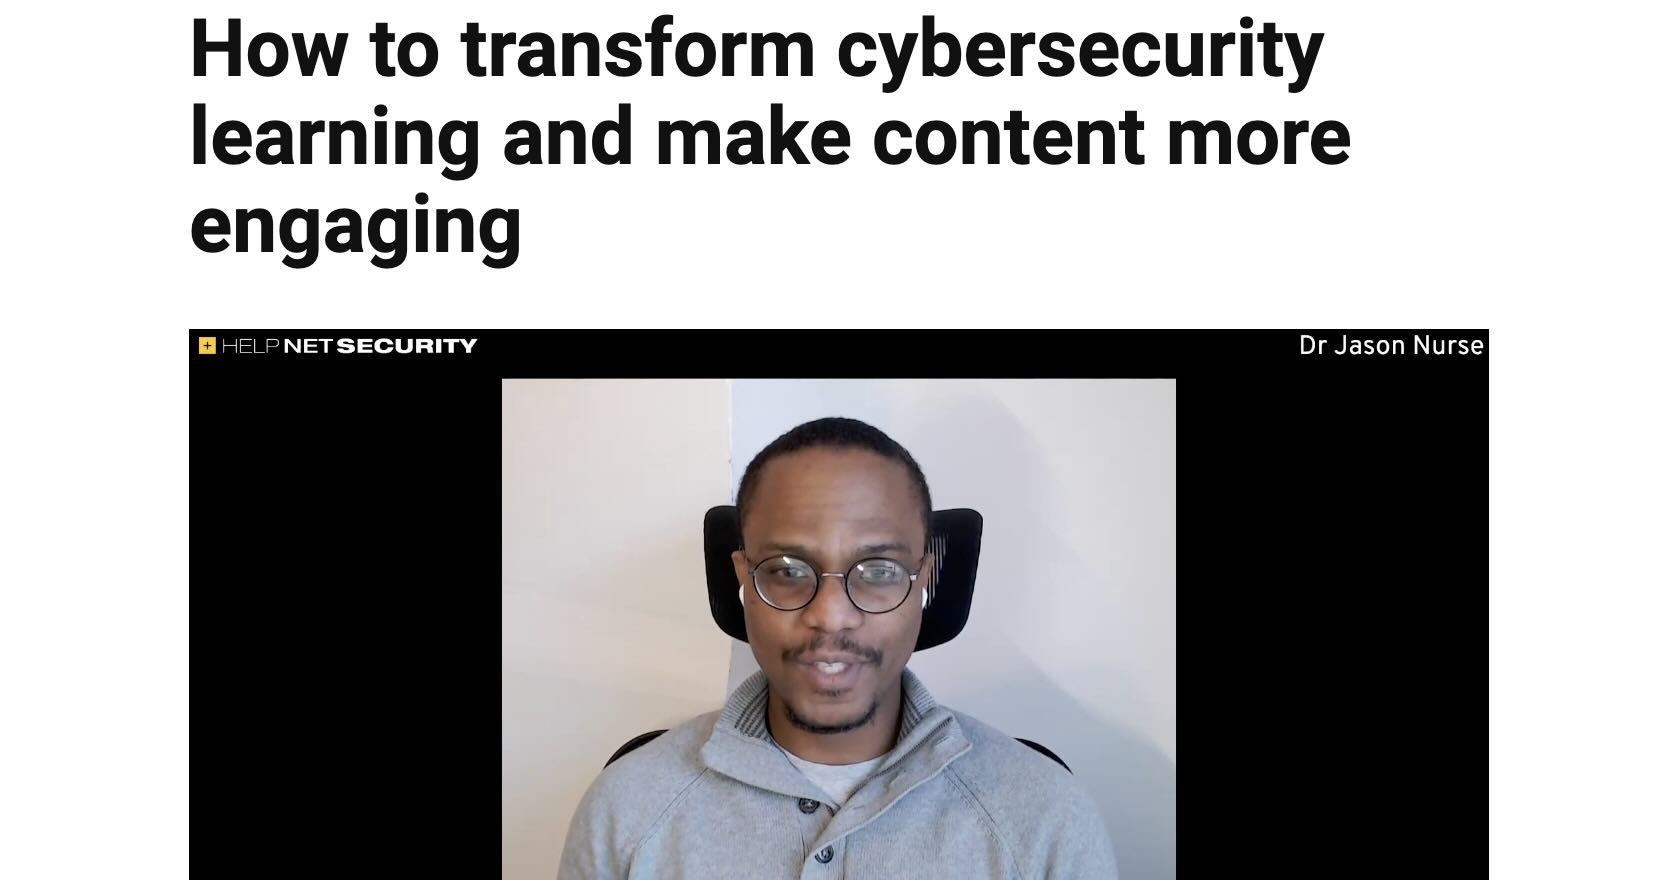 How to transform cybersecurity
learning and make content more
engaging
HELP NET SECURITY
Dr Jason Nurse